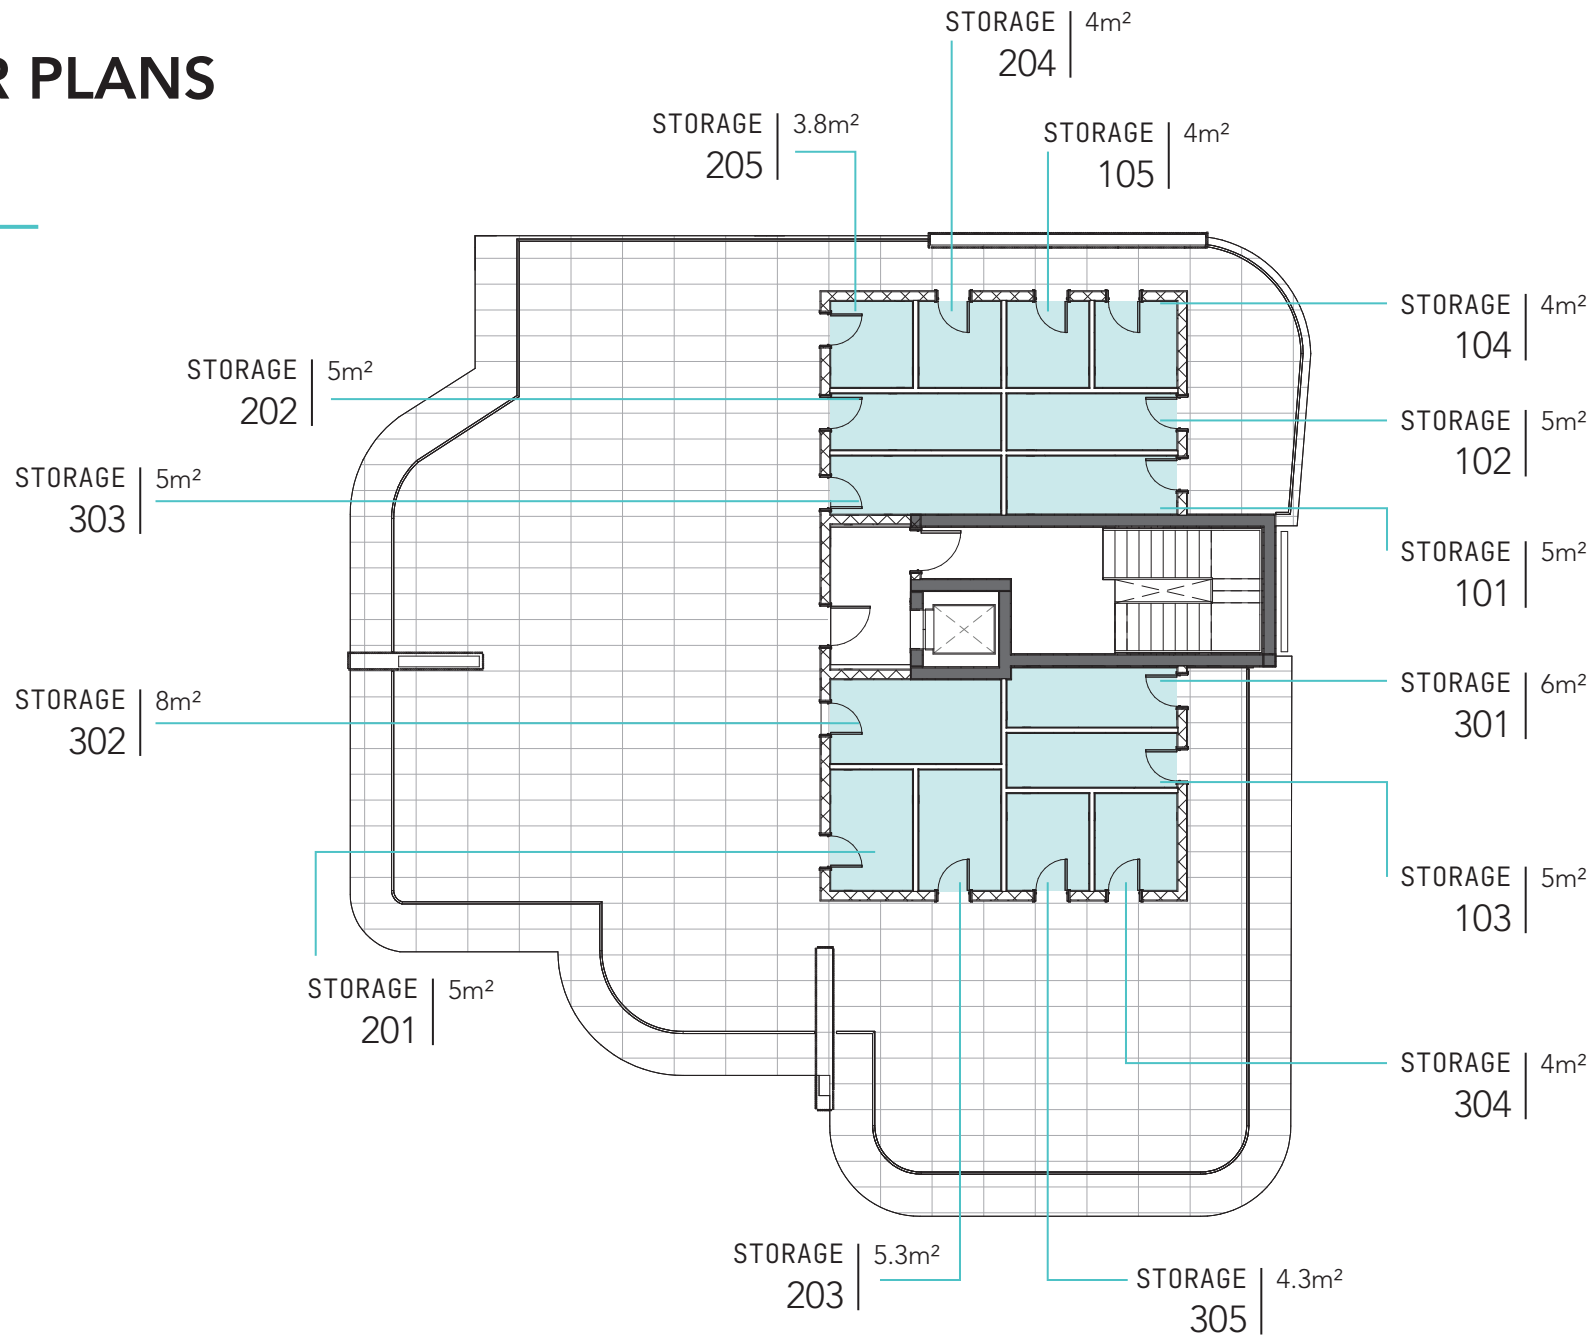 R PLANS
STORAGE 4m²
204
STORAGE 3.8m²
205
STORAGE 4m²
105
STORAGE 4m²
104
STORAGE 5m²
202
STORAGE 5m²
102
STORAGE 5m²
303
STORAGE 5m²
101
STORAGE 8m²
302
STORAGE 6m²
301
STORAGE 5m²
103
STORAGE 5m²
201
STORAGE 4m²
304
STORAGE 5.3m²
203
STORAGE 4.3m²
305